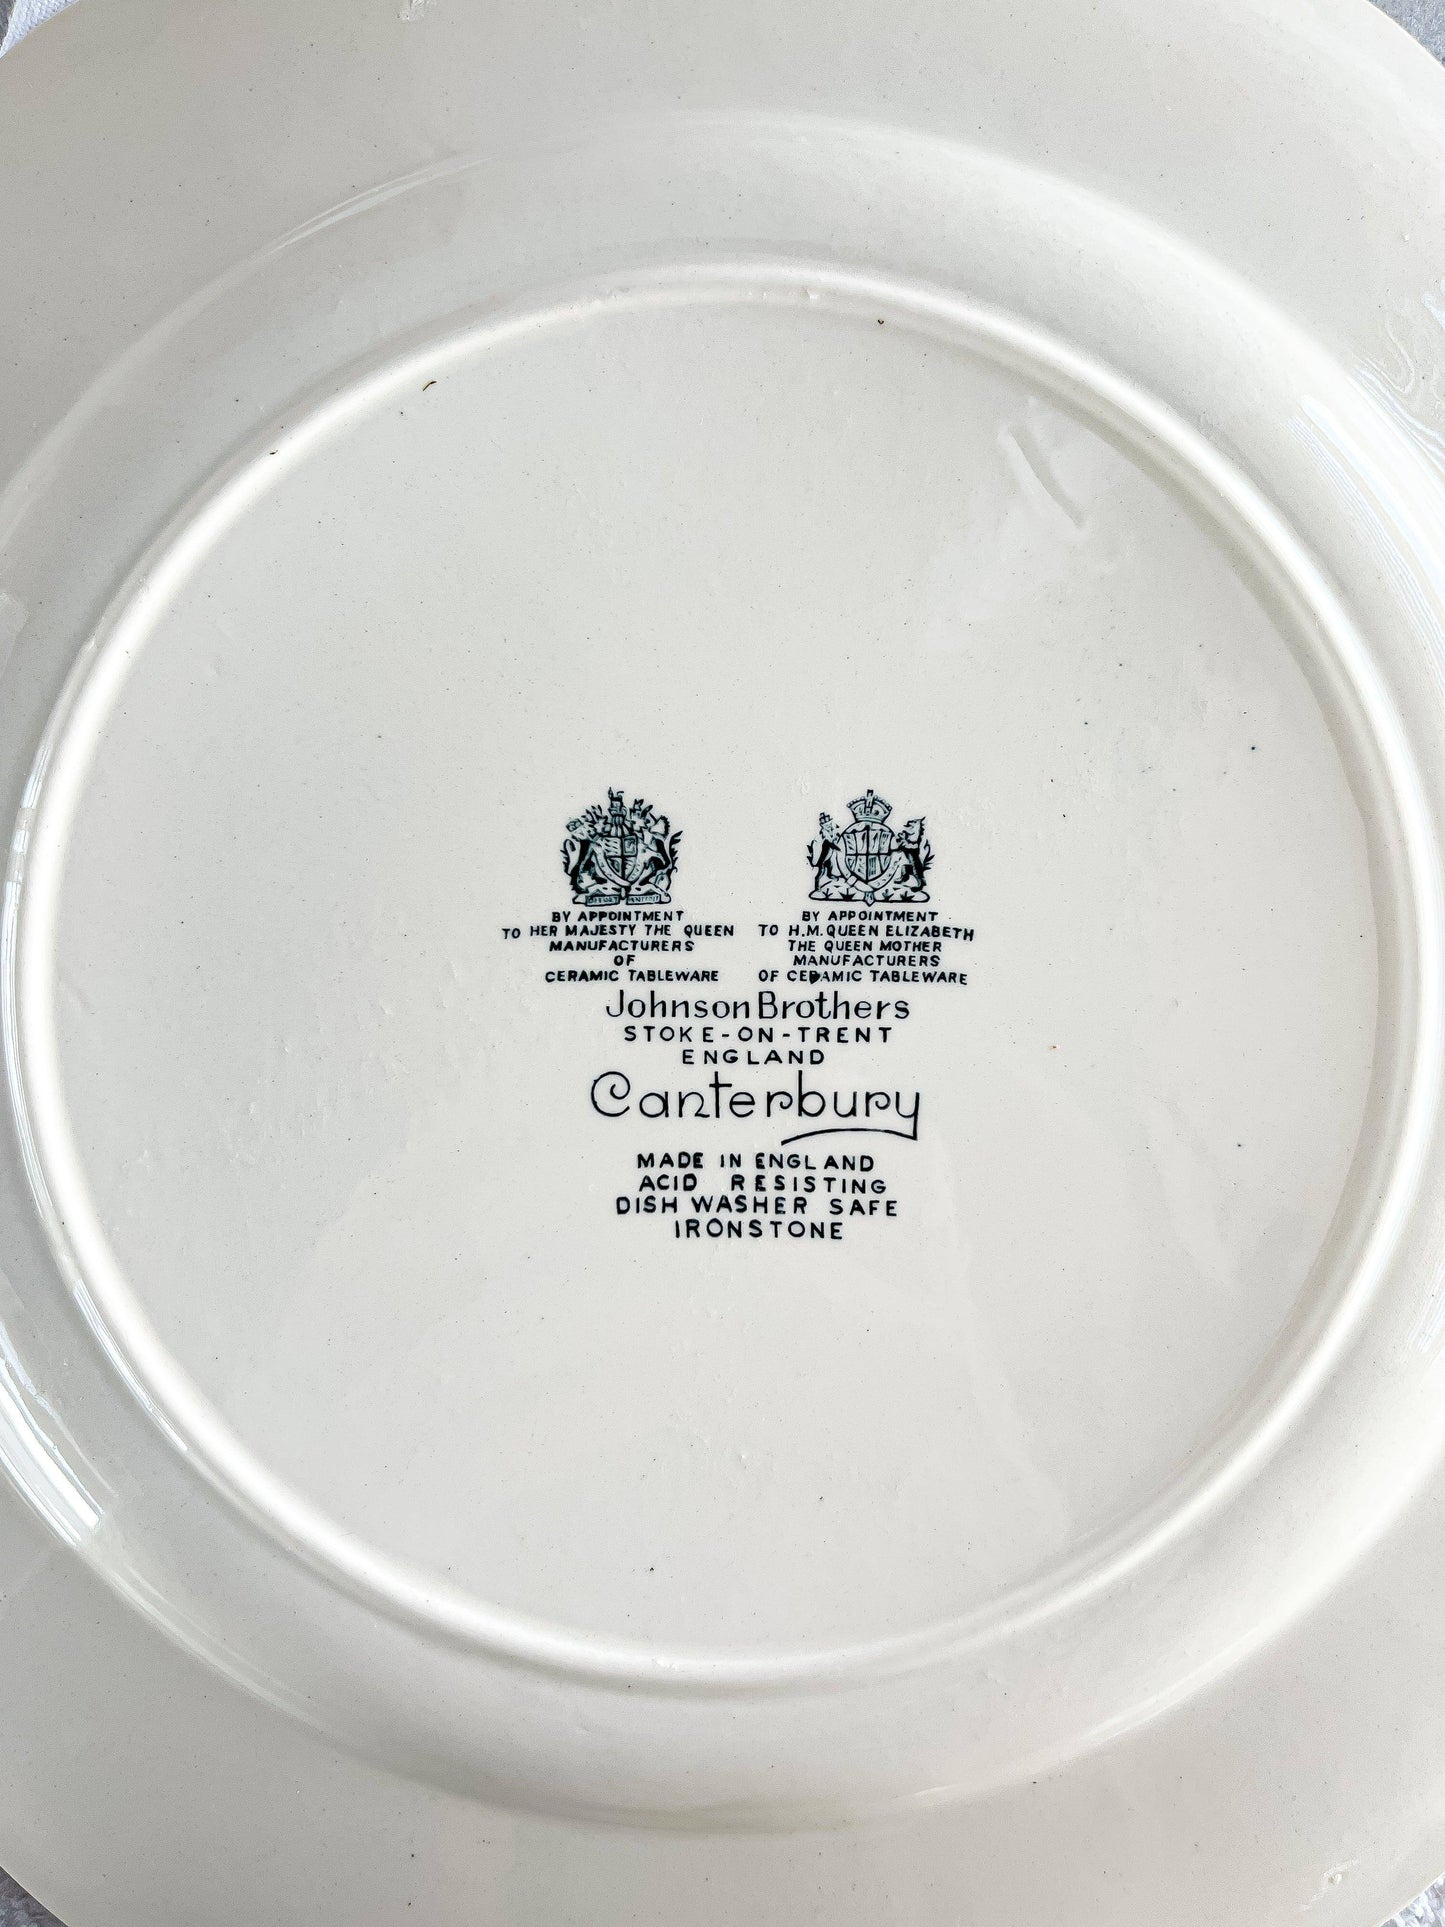 BY APPOINTMENT
TO HER MAJESTY THE QUEEN
MANUFACTURERS
OF
CERAMIC TABLEWARE
BY APPOINTMENT
TO H.M. QUEEN ELIZABETH
THE QUEEN MOTHER
MANUFACTURERS
OF CERAMIC TABLEWARE
Johnson Brothers
STOKE-ON-TRENT
ENGLAND
Canterbury
MADE IN ENGLAND
ACID RESISTING
DISH WASHER SAFE
IRONSTONE